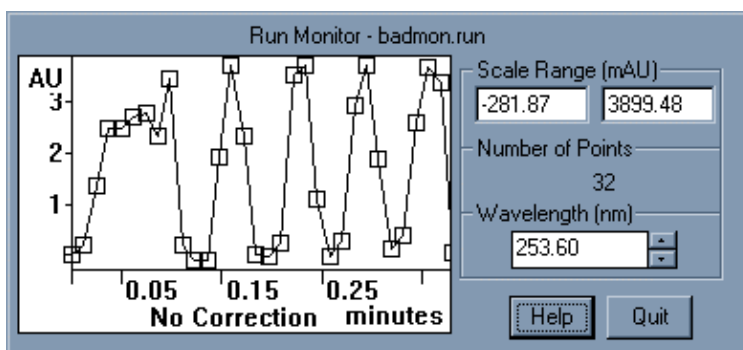 Run Monitor - badmon.run
AU
3
2
1
0.05 0.15 0.25
No Correction minutes
Scale Range (mAU)
-281.87 3899.48
Number of Points
32
Wavelength (nm)
253.60
Help Quit